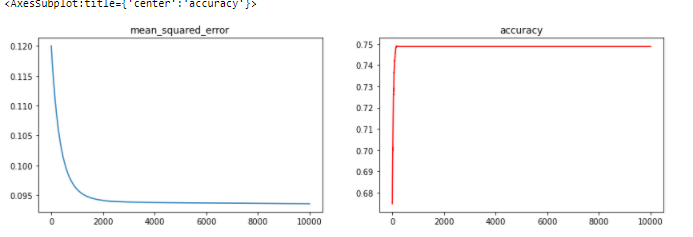 <AxesSubplot:title={'center':'accuracy'}>
mean_squared_error
0.120
0.115
0.110
0.105
0.100
0.095
0 2000 4000 6000 8000 10000
accuracy
0.75
0.74
0.73
0.72
0.71
0.70
0.69
0.68
0 2000 4000 6000 8000 10000